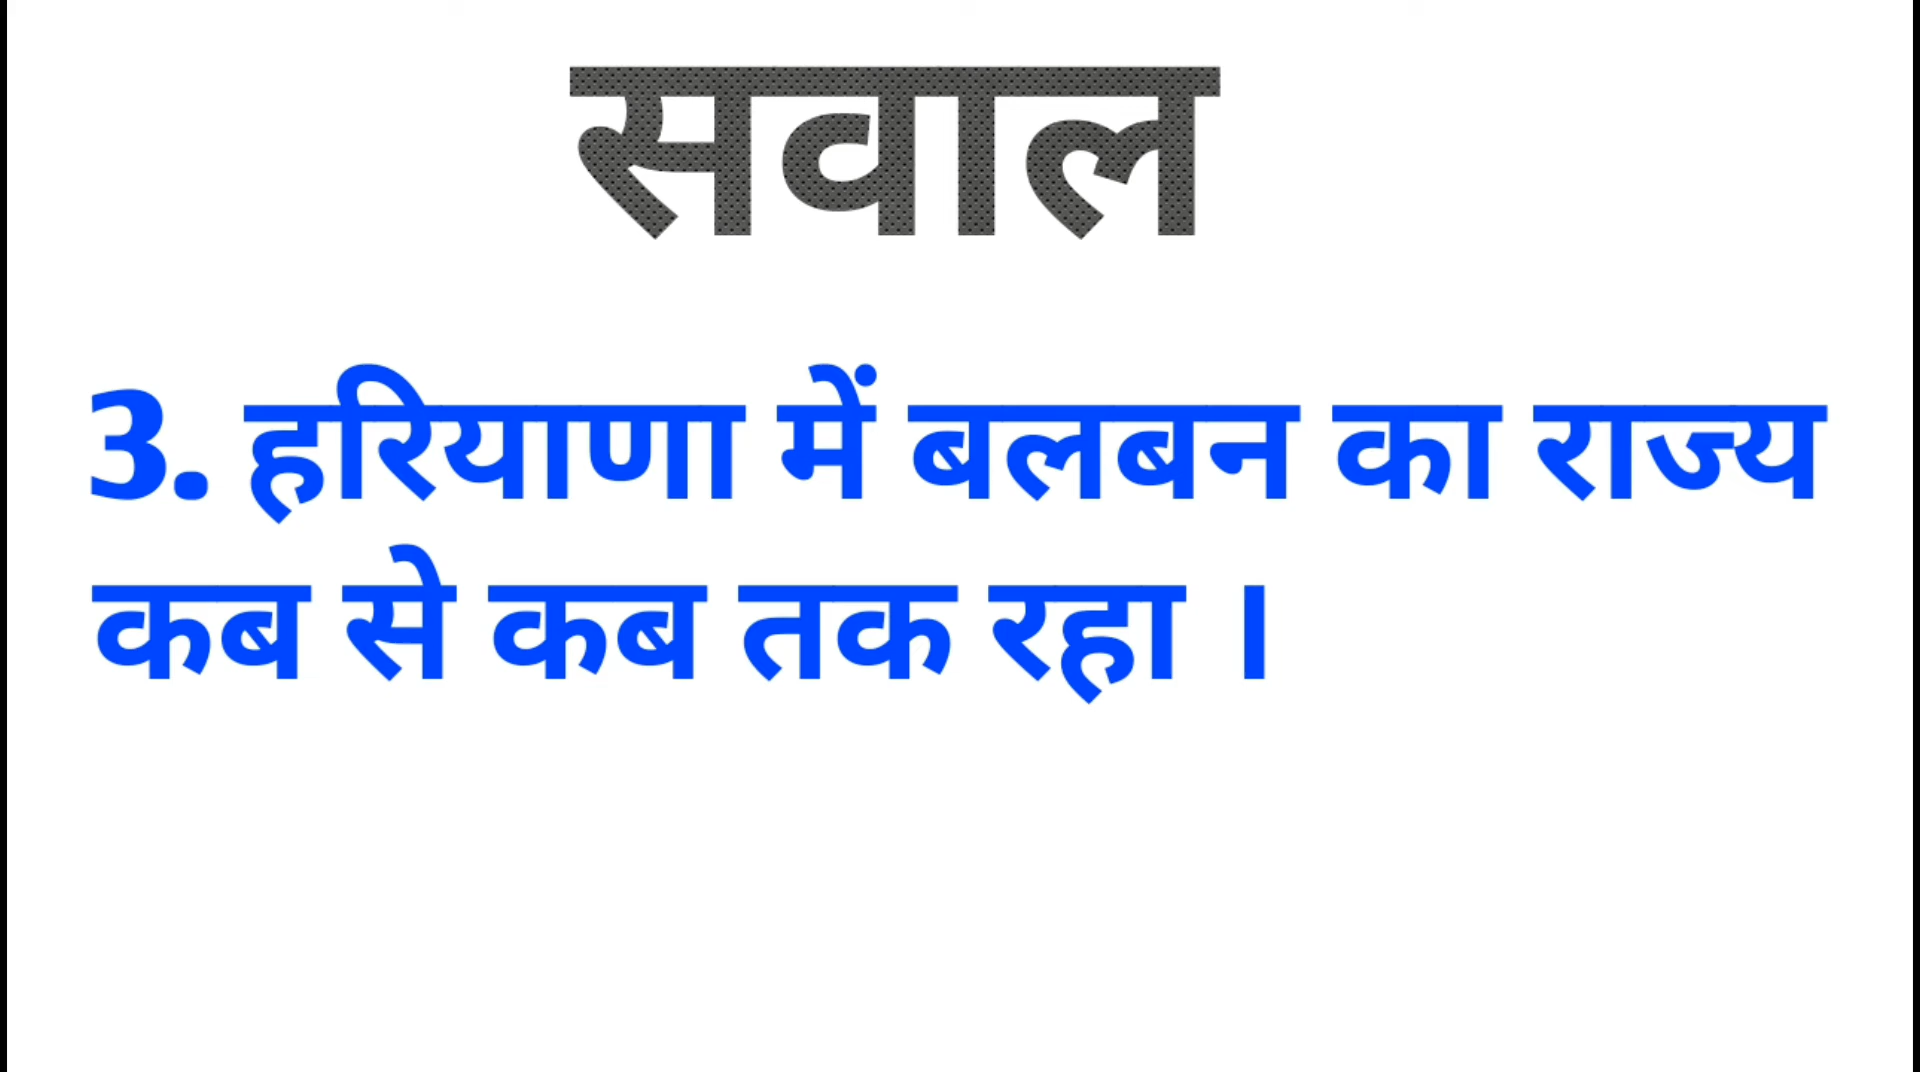 सवाल
3. हरियाणा में बलबन का राज्य
कब से कब तक रहा ।